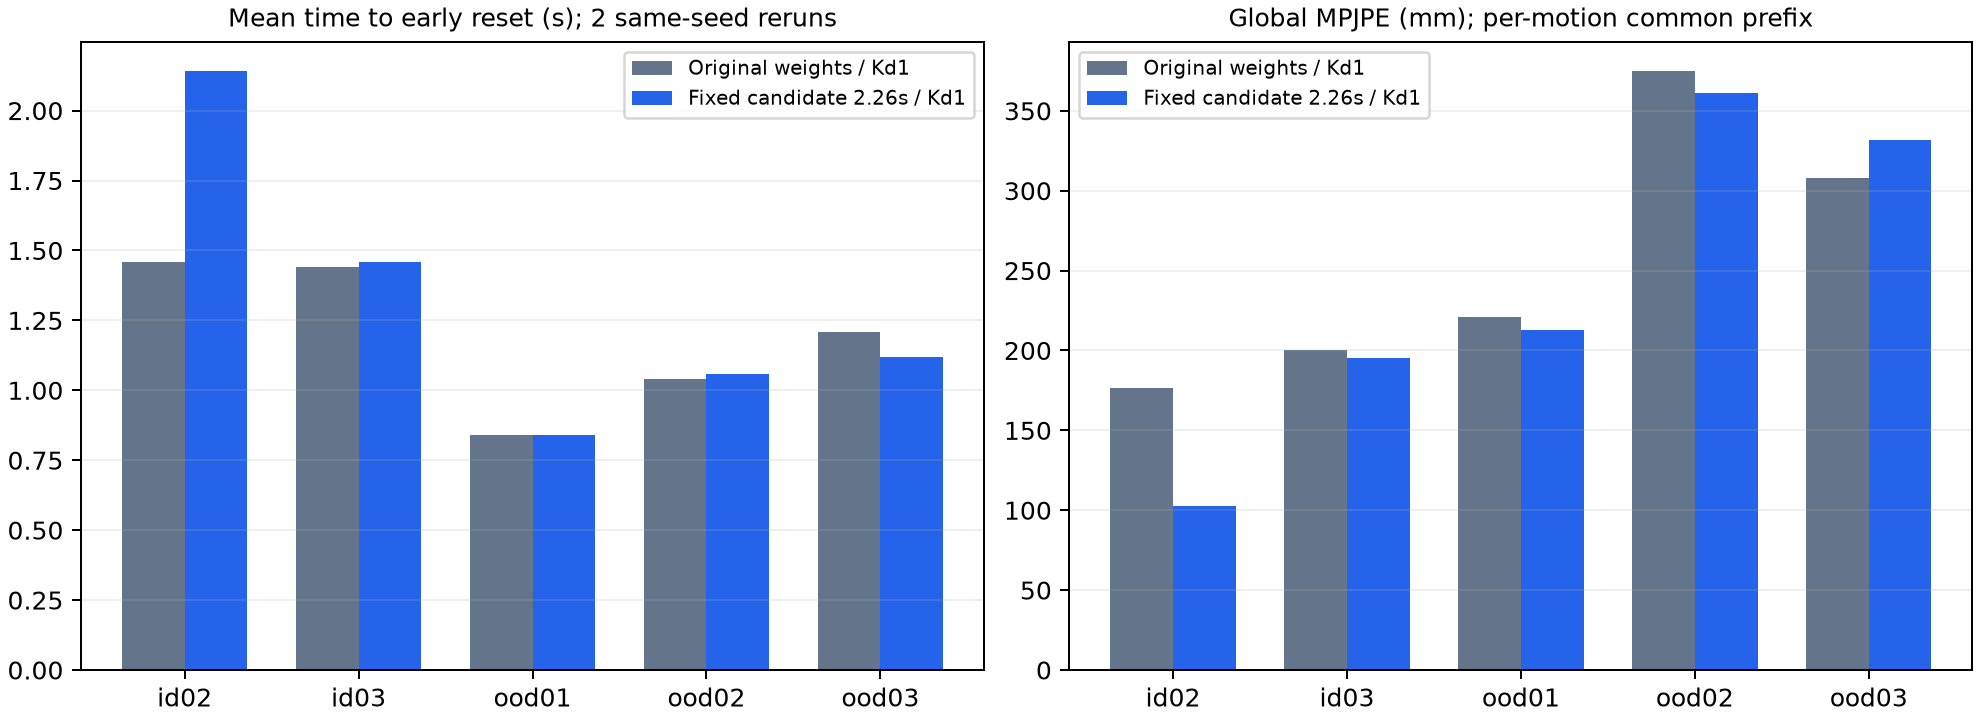 Mean time to early reset (s); 2 same-seed reruns
Original weights / Kd1
Fixed candidate 2.26s / Kd1
2.00
1.75
1.50
1.25
1.00
0.75
0.50
0.25
0.00
id02 id03 ood01 ood02 ood03
Global MPJPE (mm); per-motion common prefix
Original weights / Kd1
Fixed candidate 2.26s / Kd1
350
300
250
200
150
100
50
0
id02 id03 ood01 ood02 ood03